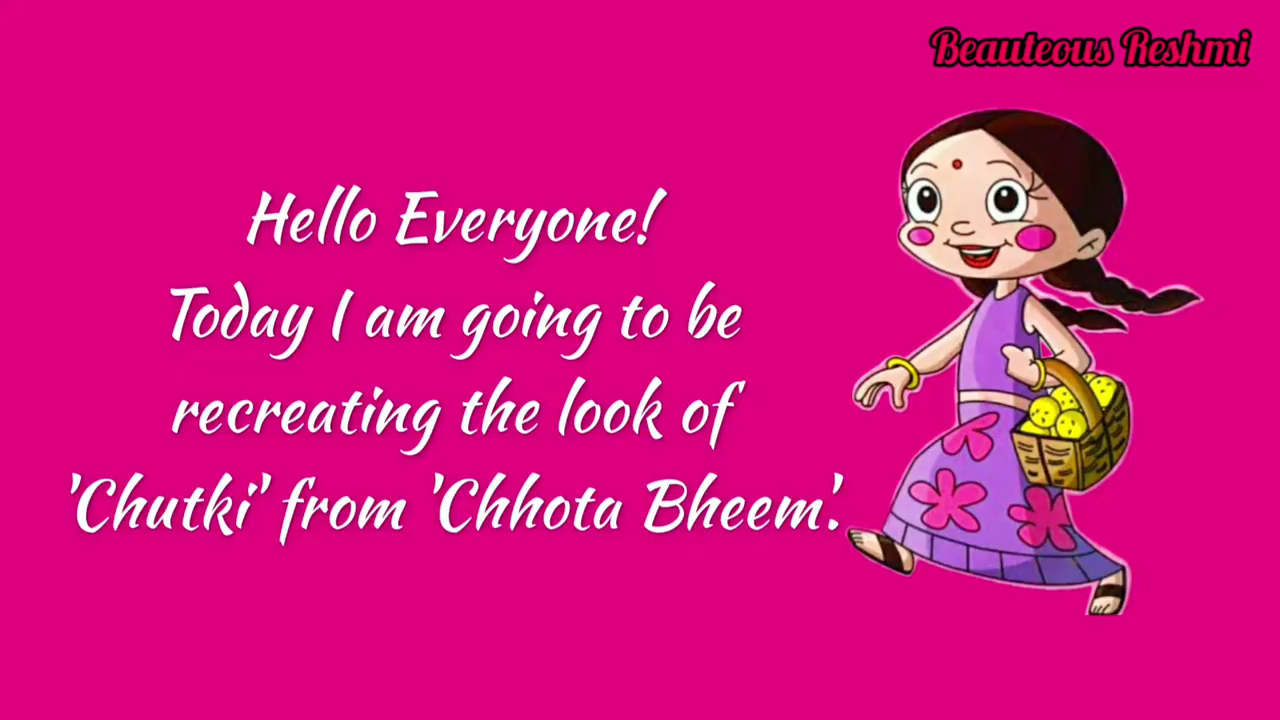 Beauteous Reshmi
Hello Everyone!
Today I am going to be
recreating the look of
'Chutki' from 'Chhota Bheem'.